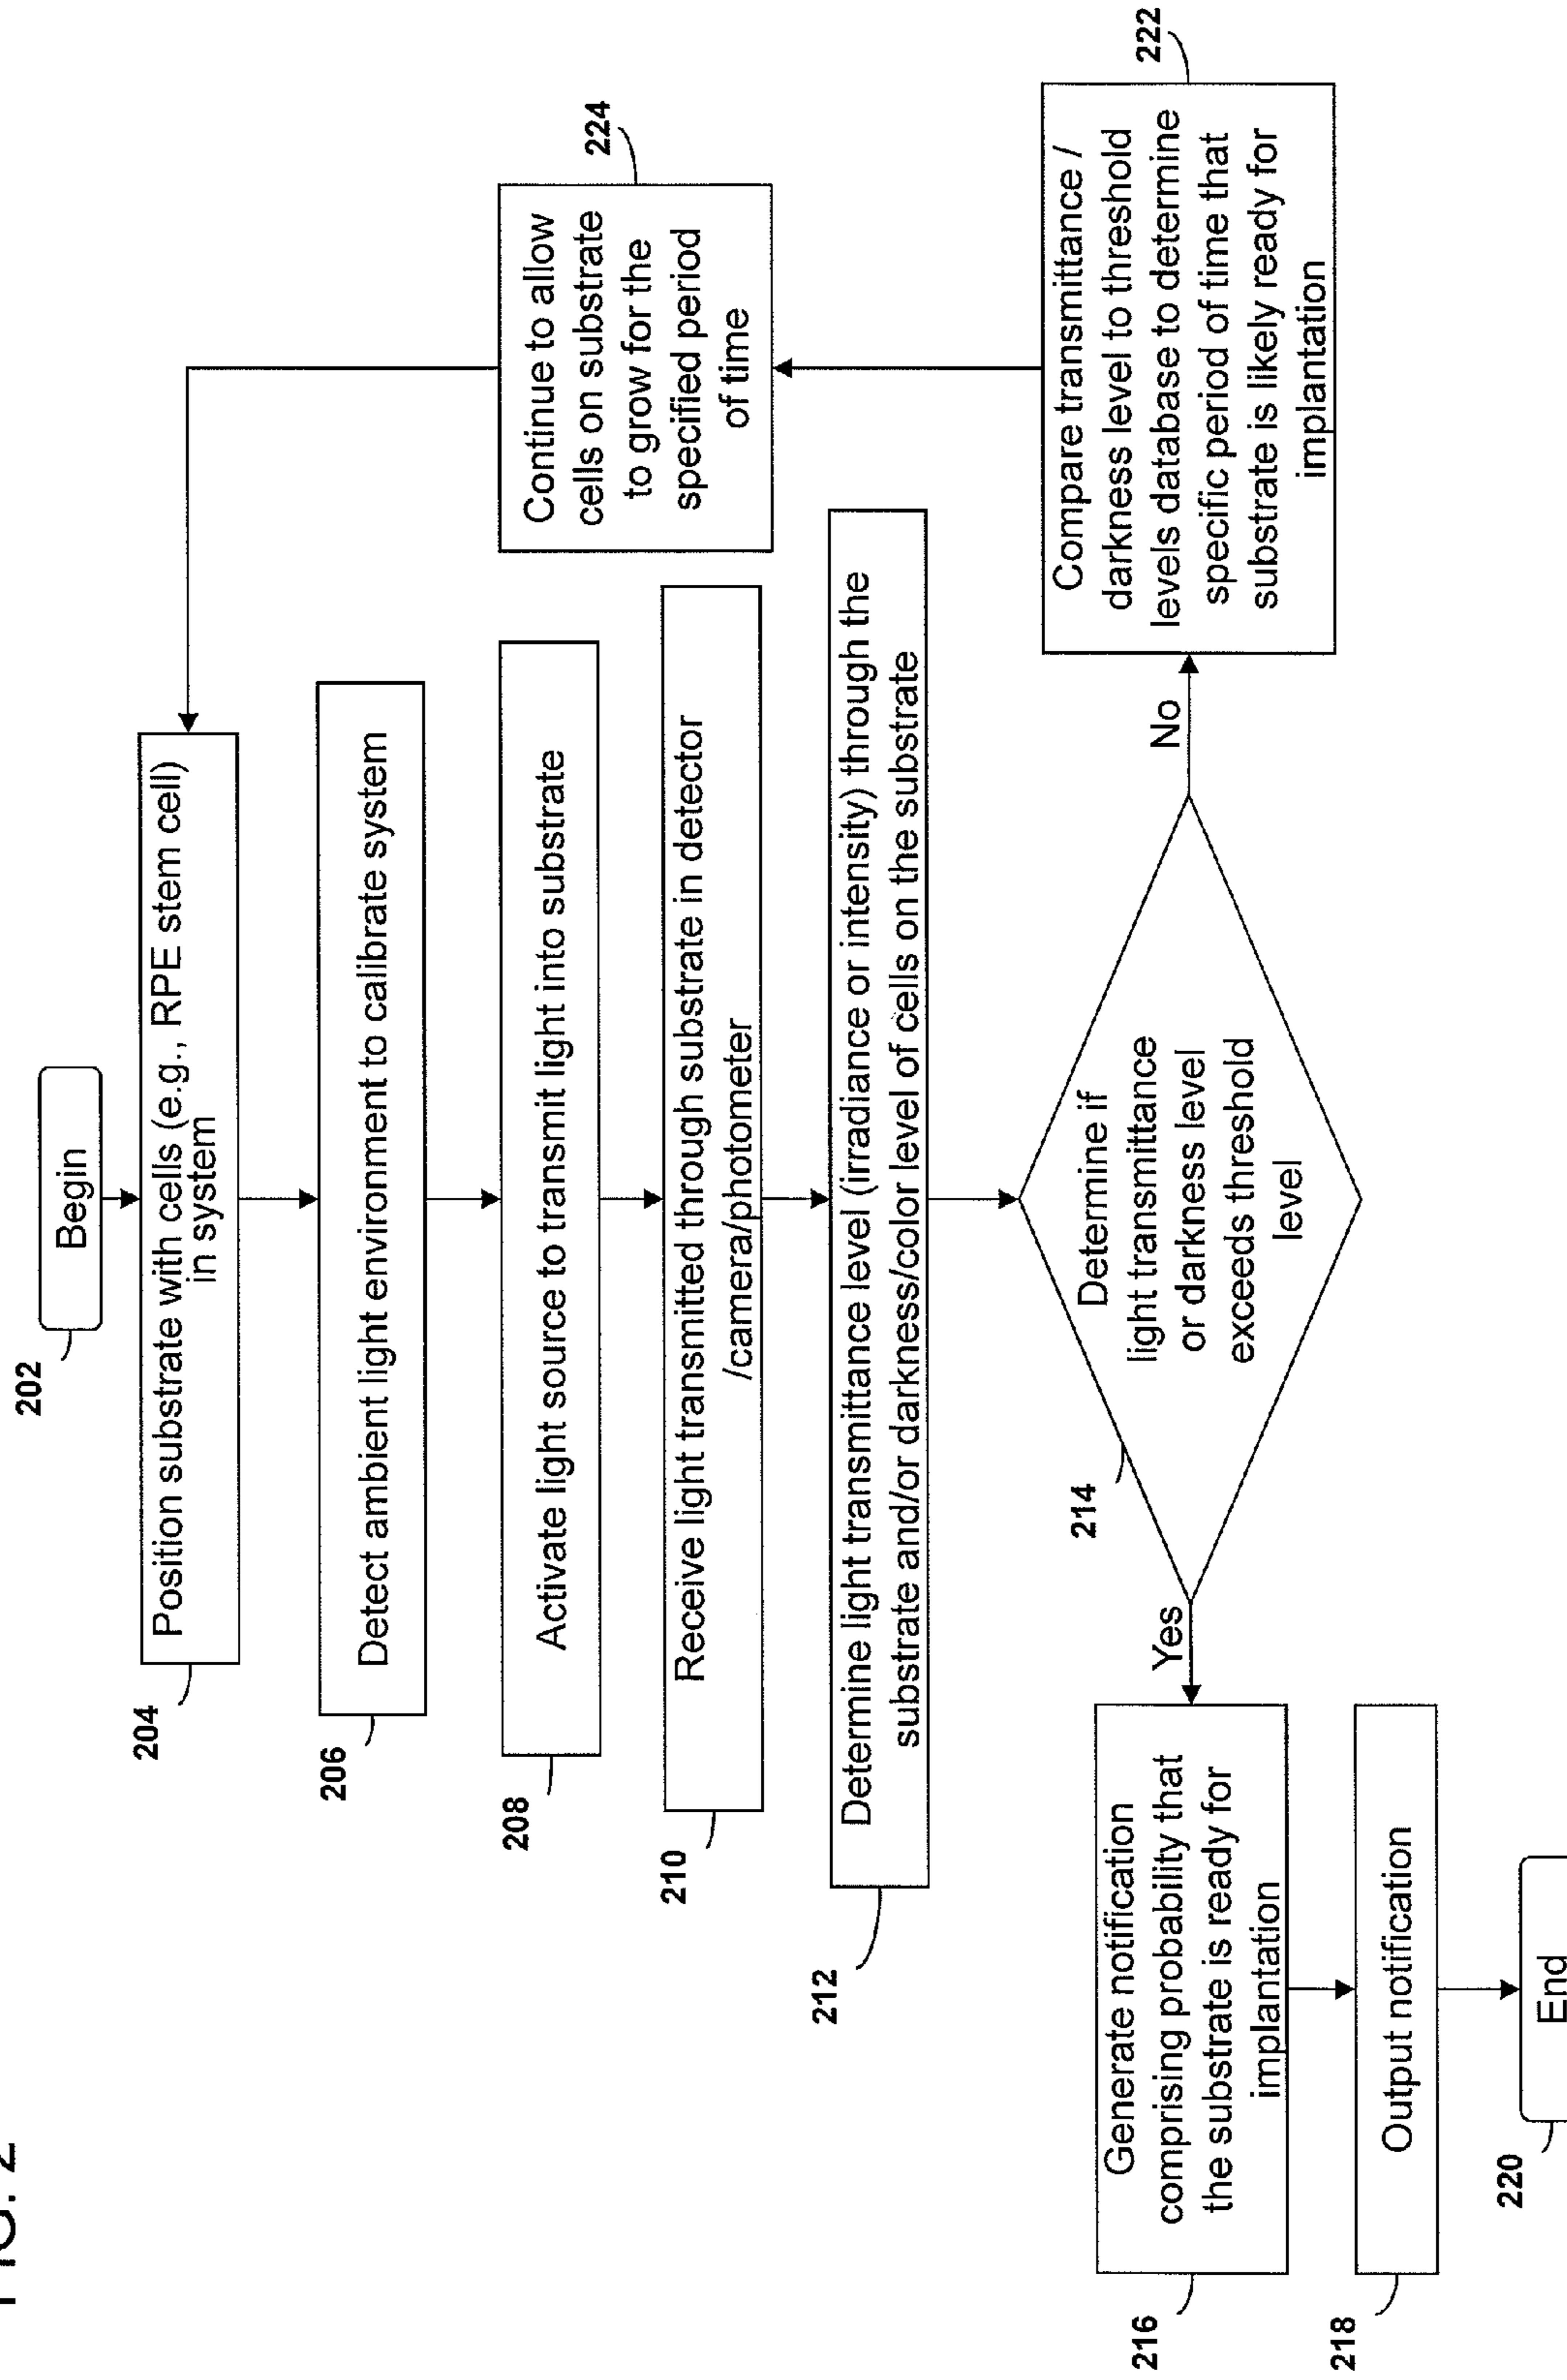 FIG. 2
202
Begin
204
Position substrate with cells (e.g., RPE stem cell)
in system
206
Detect ambient light environment to calibrate system
208
Activate light source to transmit light into substrate
210
Receive light transmitted through substrate in detector
/camera/photometer
212
Determine light transmittance level (irradiance or intensity) through the
substrate and/or darkness/color level of cells on the substrate
214
Determine if
light transmittance
or darkness level
exceeds threshold
level
Yes
No
216
Generate notification
comprising probability that
the substrate is ready for
implantation
218
Output notification
220
End
222
Compare transmittance /
darkness level to threshold
levels database to determine
specific period of time that
substrate is likely ready for
implantation
224
Continue to allow
cells on substrate
to grow for the
specified period
of time